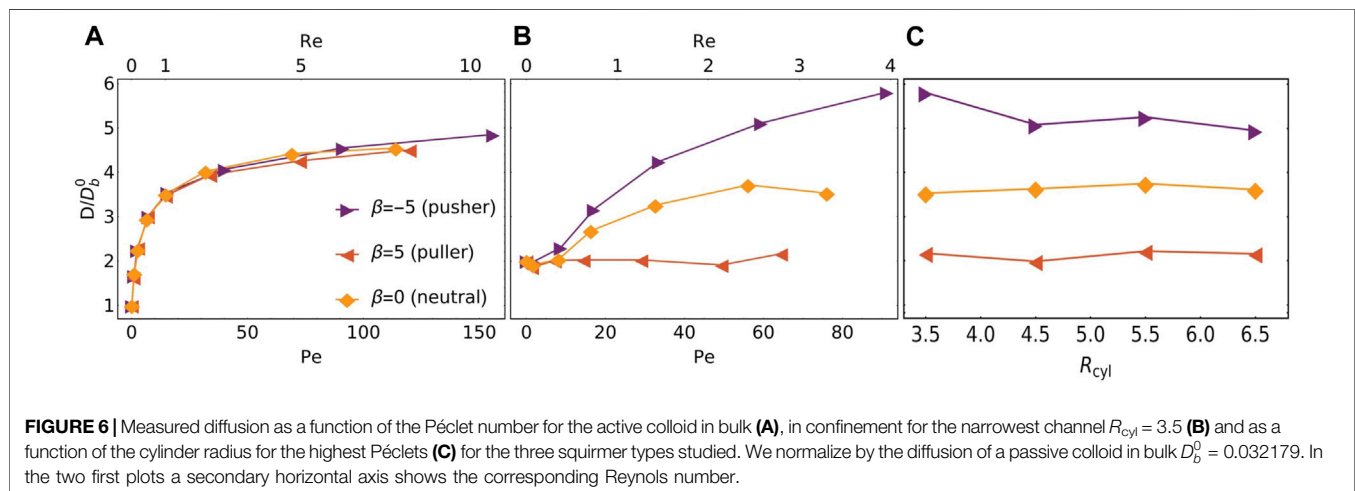 A
B
C
Re
Re
0 1 5 10
0 1 2 3 4
6
5
4
3
2
1
D/D_b^0
β=−5 (pusher)
β=5 (puller)
β=0 (neutral)
0 50 100 150
0 20 40 60 80
3.5 4.0 4.5 5.0 5.5 6.0 6.5
Pe
Pe
R_cyl
FIGURE 6 | Measured diffusion as a function of the Péclet number for the active colloid in bulk (A), in confinement for the narrowest channel R_cyl = 3.5 (B) and as a
function of the cylinder radius for the highest Péclets (C) for the three squirmer types studied. We normalize by the diffusion of a passive colloid in bulk D_b^0 = 0.032179. In
the two first plots a secondary horizontal axis shows the corresponding Reynols number.